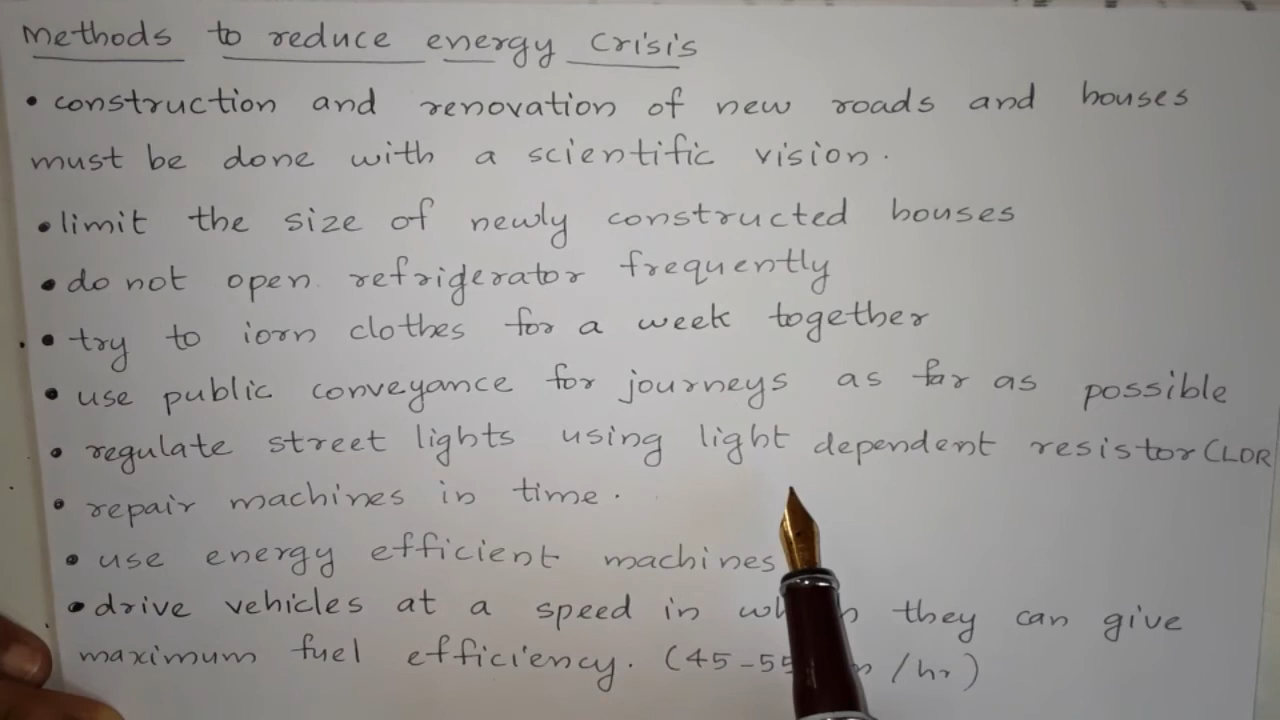 Methods to reduce energy crisis
• construction and renovation of new roads and houses
must be done with a scientific vision.
• limit the size of newly constructed houses
• do not open refrigerator frequently
• try to iorn clothes for a week together
• use public conveyance for journeys as far as possible
• regulate street lights using light dependent resistor (LDR
• repair machines in time.
• use energy efficient machines
• drive vehicles at a speed in they can give
maximum fuel efficiency. (45-55 /hr)